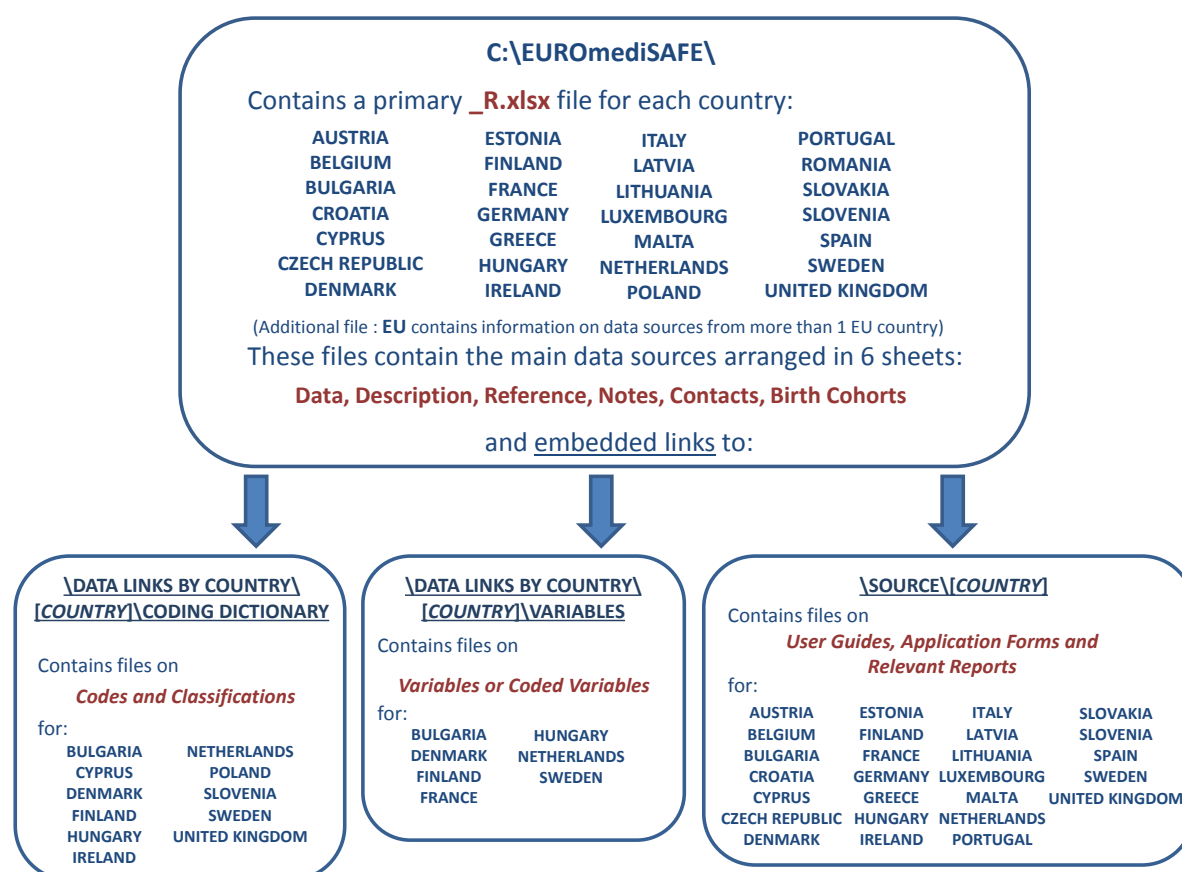 C:\EUROmediSAFE\
Contains a primary _R.xlsx file for each country:
AUSTRIA ESTONIA ITALY PORTUGAL
BELGIUM FINLAND LATVIA ROMANIA
BULGARIA FRANCE LITHUANIA SLOVAKIA
CROATIA GERMANY LUXEMBOURG SLOVENIA
CYPRUS GREECE MALTA SPAIN
CZECH REPUBLIC HUNGARY NETHERLANDS SWEDEN
DENMARK IRELAND POLAND UNITED KINGDOM
(Additional file : EU contains information on data sources from more than 1 EU country)
These files contain the main data sources arranged in 6 sheets:
Data, Description, Reference, Notes, Contacts, Birth Cohorts
and embedded links to:
\DATA LINKS BY COUNTRY\
[COUNTRY]\CODING DICTIONARY
Contains files on
Codes and Classifications
for:
BULGARIA NETHERLANDS
CYPRUS POLAND
DENMARK SLOVENIA
FINLAND SWEDEN
HUNGARY UNITED KINGDOM
IRELAND
\DATA LINKS BY COUNTRY\
[COUNTRY]\VARIABLES
Contains files on
Variables or Coded Variables
for:
BULGARIA HUNGARY
DENMARK NETHERLANDS
FINLAND SWEDEN
FRANCE
\SOURCE\[COUNTRY]
Contains files on
User Guides, Application Forms and
Relevant Reports
for:
AUSTRIA ESTONIA ITALY SLOVAKIA
BELGIUM FINLAND LATVIA SLOVENIA
BULGARIA FRANCE LITHUANIA SPAIN
CROATIA GERMANY LUXEMBOURG SWEDEN
CYPRUS GREECE MALTA UNITED KINGDOM
CZECH REPUBLIC HUNGARY NETHERLANDS
DENMARK IRELAND PORTUGAL